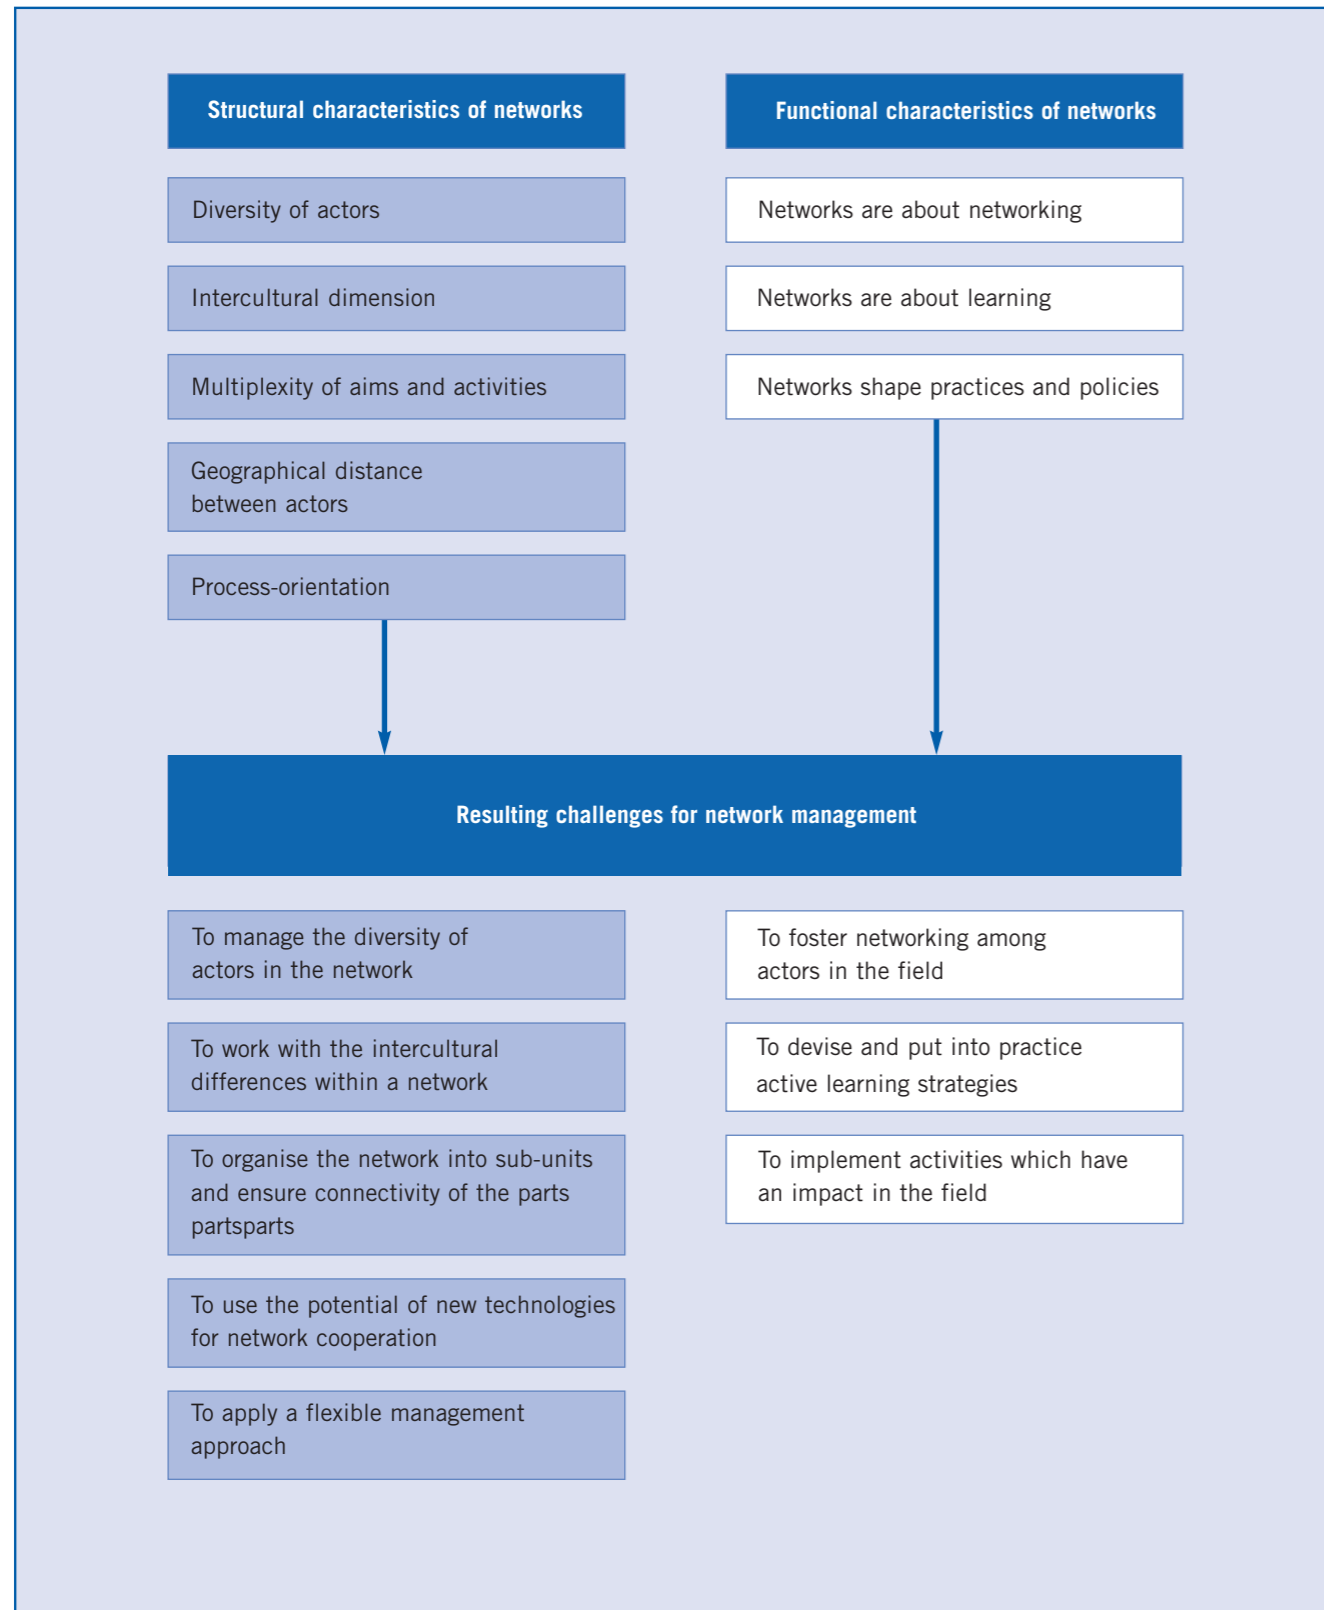 Structural characteristics of networks
Diversity of actors
Intercultural dimension
Multiplexity of aims and activities
Geographical distance
between actors
Process-orientation
Functional characteristics of networks
Networks are about networking
Networks are about learning
Networks shape practices and policies
Resulting challenges for network management
To manage the diversity of
actors in the network
To work with the intercultural
differences within a network
To organise the network into sub-units
and ensure connectivity of the parts
partsparts
To use the potential of new technologies
for network cooperation
To apply a flexible management
approach
To foster networking among
actors in the field
To devise and put into practice
active learning strategies
To implement activities which have
an impact in the field